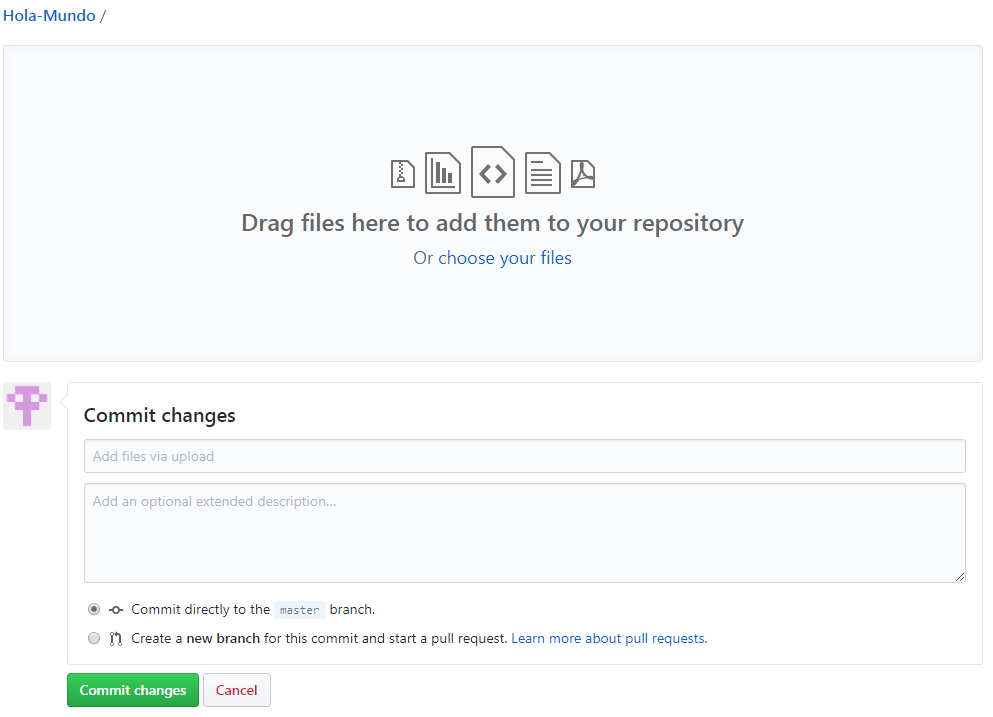 Hola-Mundo /
Drag files here to add them to your repository
Or choose your files
Commit changes
Add files via upload
Add an optional extended description...
Commit directly to the master branch.
Create a new branch for this commit and start a pull request. Learn more about pull requests.
Commit changes Cancel